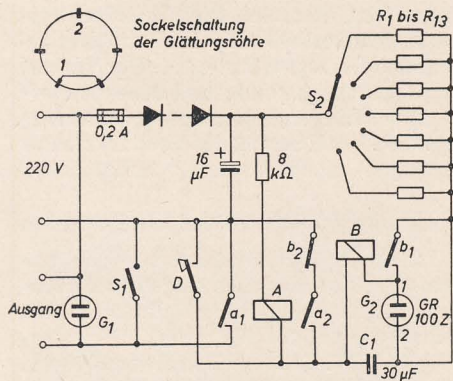 2
Sockelschaltung
der Glättungsröhre
1
R1 bis R13
S2
0,2 A
+
16
µF
8
kΩ
220 V
b2
B
b1
S1
D
a1
A
a2
1
G2
GR
100 Z
2
Ausgang
G1
C1
30 µF